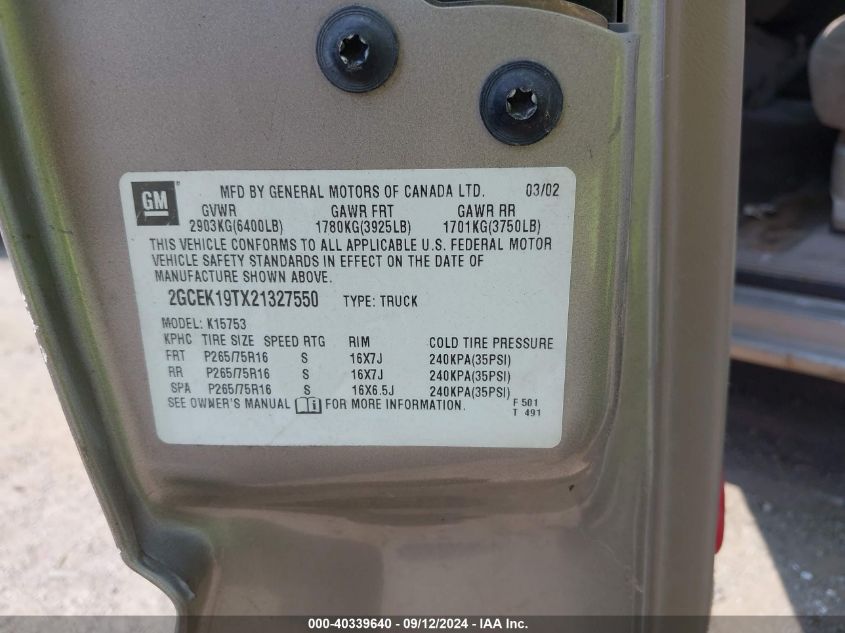 GM MFD BY GENERAL MOTORS OF CANADA LTD. 03/02
GVWR GAWR FRT GAWR RR
2903KG(6400LB) 1780KG(3925LB) 1701KG(3750LB)
THIS VEHICLE CONFORMS TO ALL APPLICABLE U.S. FEDERAL MOTOR
VEHICLE SAFETY STANDARDS IN EFFECT ON THE DATE OF
MANUFACTURE SHOWN ABOVE.
2GCEK19TX21327550 TYPE: TRUCK
MODEL: K15753
KPHC TIRE SIZE SPEED RTG RIM COLD TIRE PRESSURE
FRT P265/75R16 S 16X7J 240KPA(35PSI)
RR P265/75R16 S 16X7J 240KPA(35PSI)
SPA P265/75R16 S 16X6.5J 240KPA(35PSI)
SEE OWNER'S MANUAL i FOR MORE INFORMATION. F 501
T 491
000-40339640 - 09/12/2024 - IAA Inc.